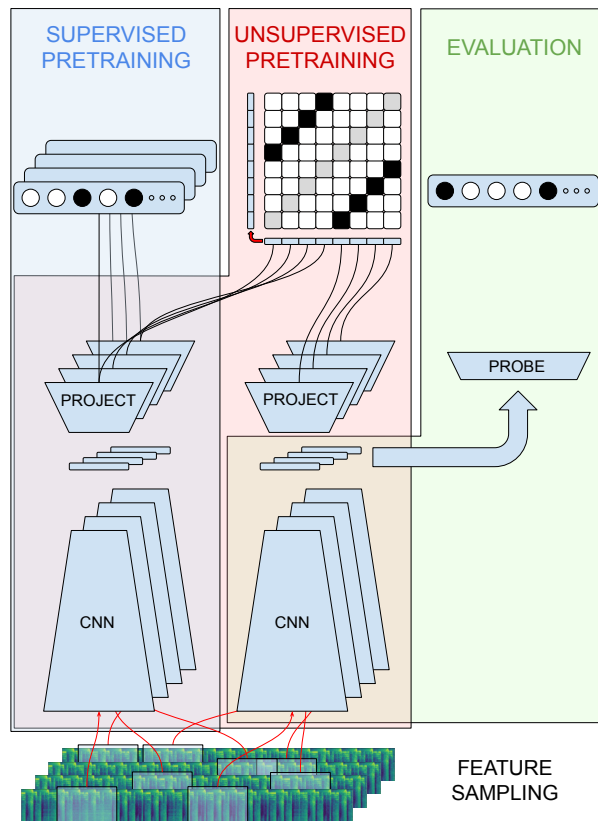 SUPERVISED
PRETRAINING
UNSUPERVISED
PRETRAINING
EVALUATION
PROJECT
PROJECT
PROBE
CNN
CNN
FEATURE
SAMPLING